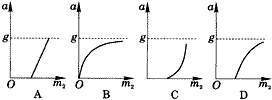 a a a a
g g g g
O m₂ O m₂ O m₂ O m₂
A B C D